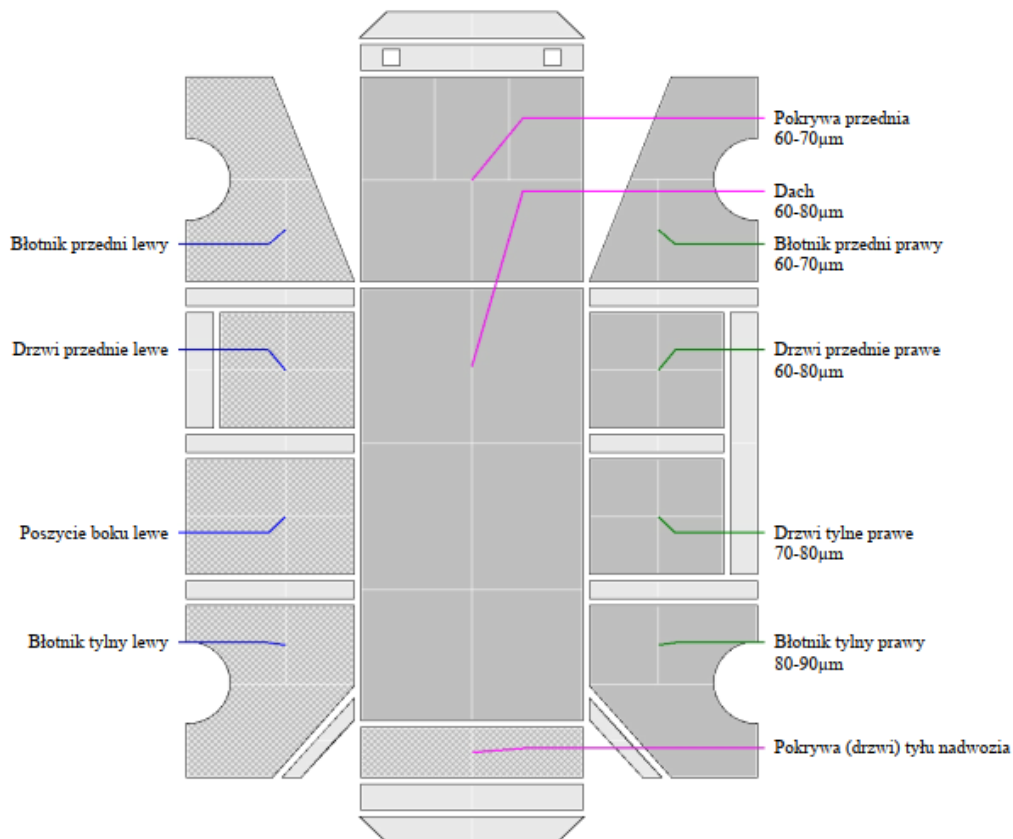 Pokrywa przednia
60-70µm
Dach
60-80µm
Błotnik przedni lewy
Błotnik przedni prawy
60-70µm
Drzwi przednie lewe
Drzwi przednie prawe
60-80µm
Poszycie boku lewe
Drzwi tylne prawe
70-80µm
Błotnik tylny lewy
Błotnik tylny prawy
80-90µm
Pokrywa (drzwi) tyłu nadwozia